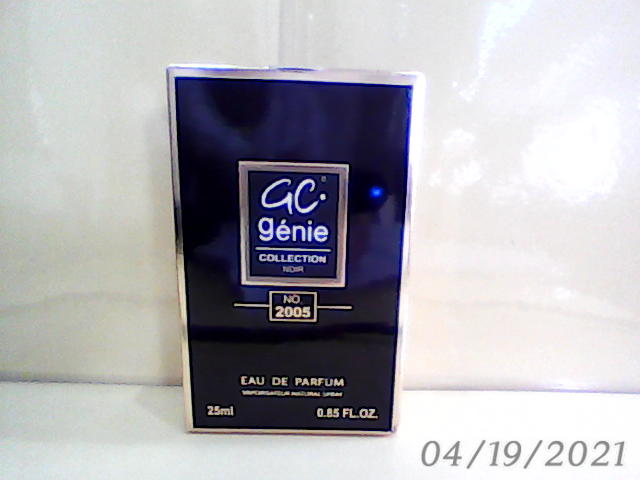 GC.®
génie
COLLECTION
NOIR
NO.
2005
EAU DE PARFUM
VAPORISATEUR NATURAL SPRAY
25ml 0.85 FL.OZ.
04/19/2021